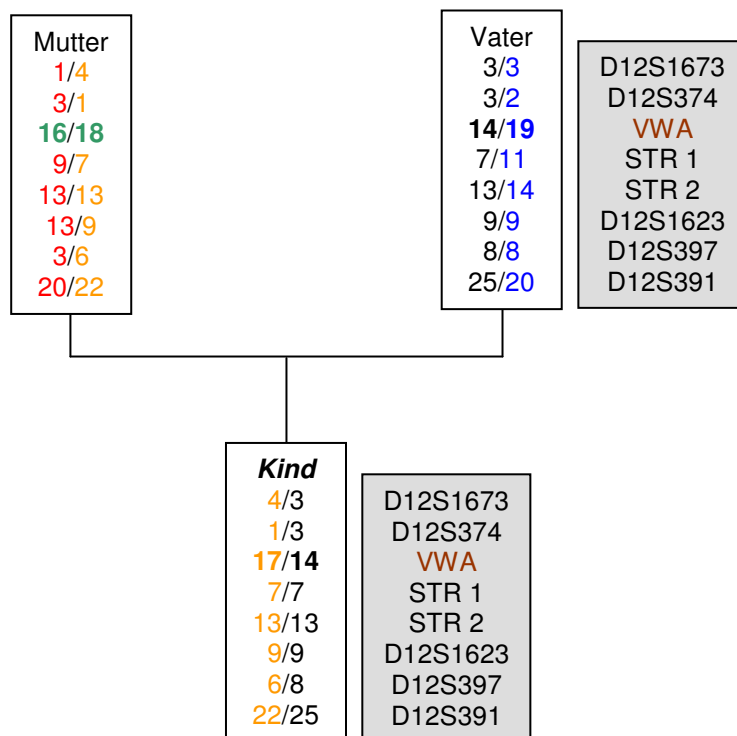 Mutter
1/4
3/1
16/18
9/7
13/13
13/9
3/6
20/22
Vater
3/3
3/2
14/19
7/11
13/14
9/9
8/8
25/20
D12S1673
D12S374
VWA
STR 1
STR 2
D12S1623
D12S397
D12S391
Kind
4/3
1/3
17/14
7/7
13/13
9/9
6/8
22/25
D12S1673
D12S374
VWA
STR 1
STR 2
D12S1623
D12S397
D12S391